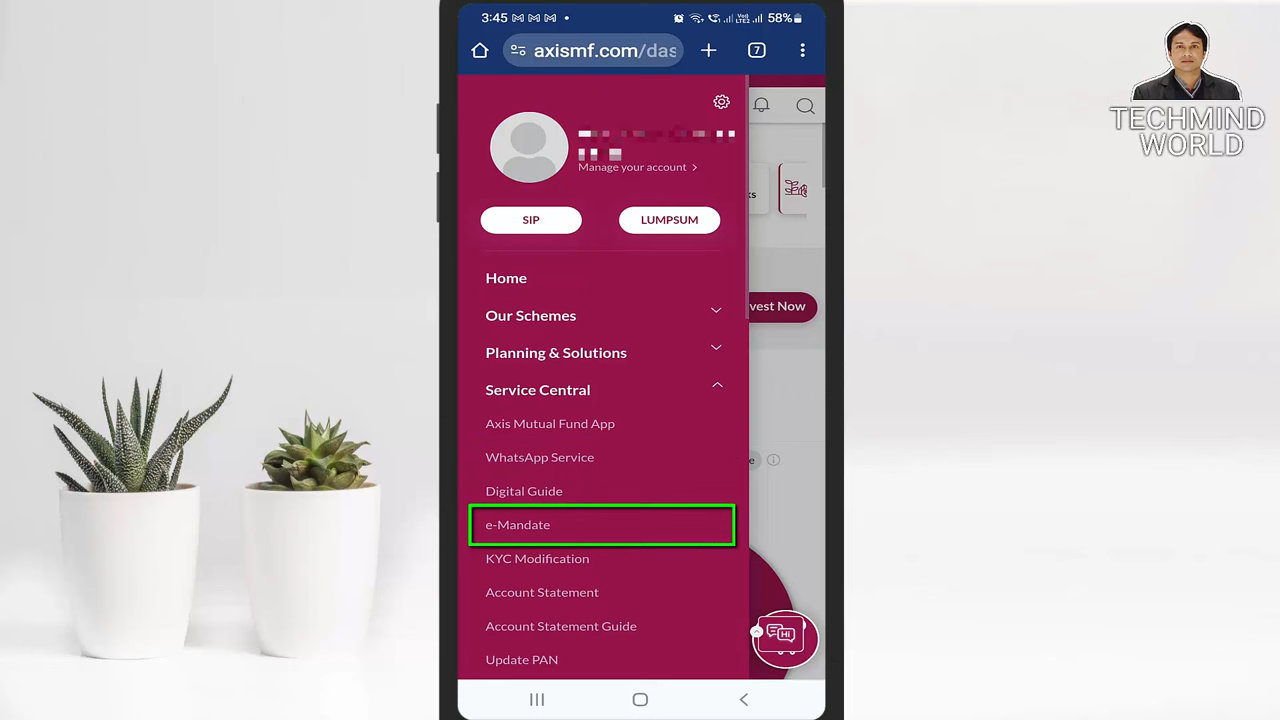 3:45
58%
axismf.com/das
7
TECHMIND
WORLD
Manage your account
SIP
LUMPSUM
Home
Our Schemes
vest Now
Planning & Solutions
Service Central
Axis Mutual Fund App
WhatsApp Service
Digital Guide
e-Mandate
KYC Modification
Account Statement
Hi
Account Statement Guide
Update PAN